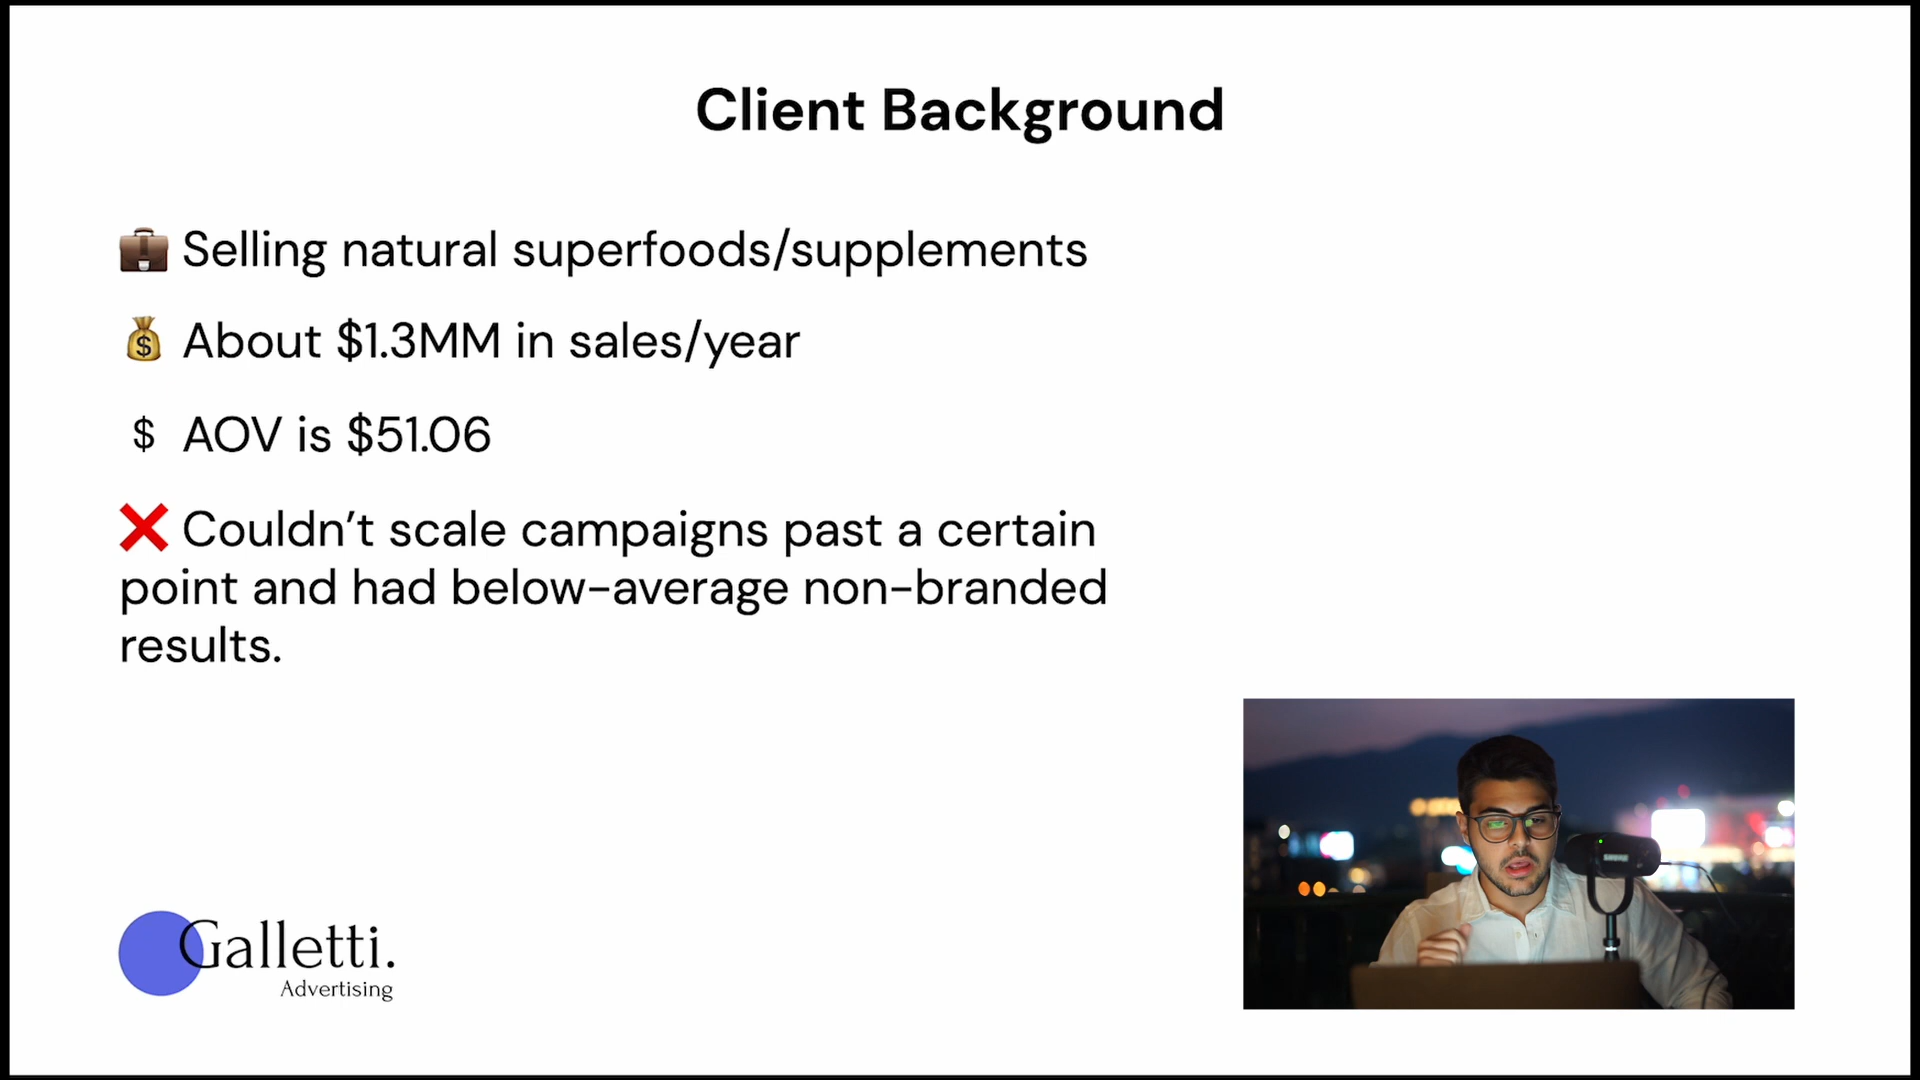 Client Background
💼 Selling natural superfoods/supplements
💰 About $1.3MM in sales/year
$ AOV is $51.06
❌ Couldn’t scale campaigns past a certain
point and had below-average non-branded
results.
Galletti.
Advertising